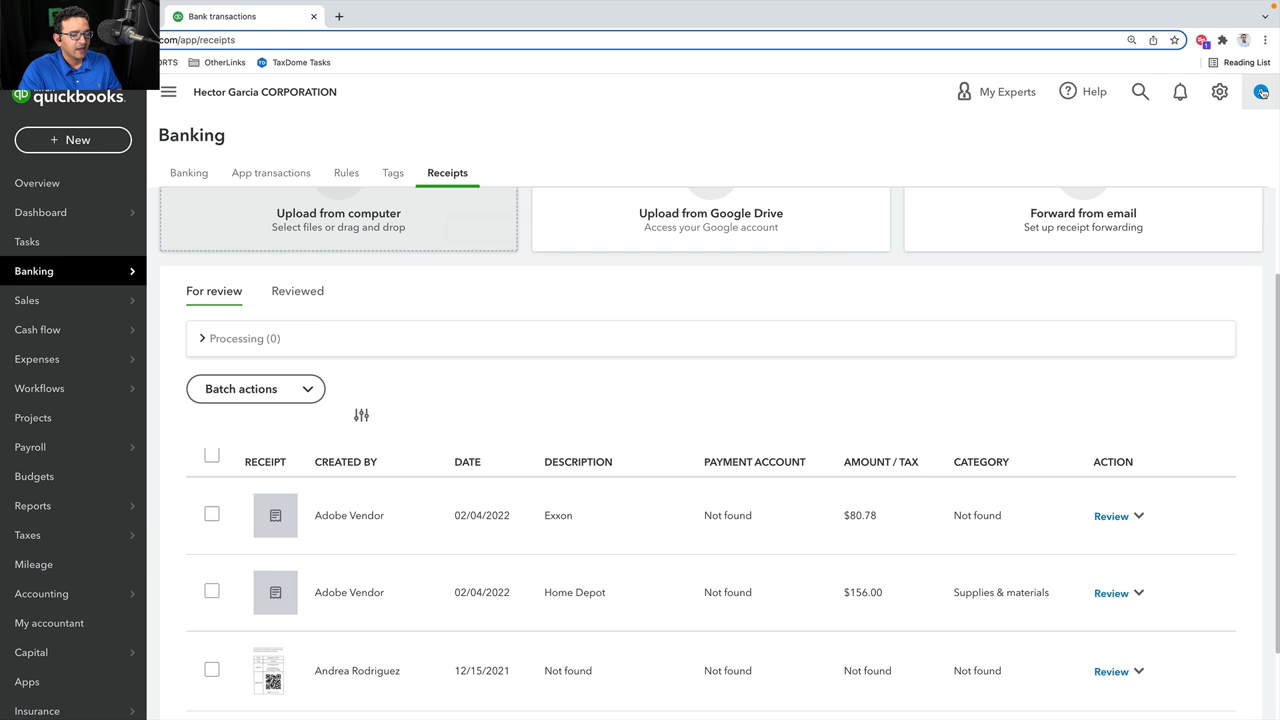 Bank transactions
com/app/receipts
ORTS
OtherLinks
TaxDome Tasks
Reading List
quickbooks.
Hector Garcia CORPORATION
My Experts
Help
+ New
Banking
Banking
App transactions
Rules
Tags
Receipts
Overview
Dashboard
Tasks
Banking
Sales
Cash flow
Expenses
Workflows
Projects
Payroll
Budgets
Reports
Taxes
Mileage
Accounting
My accountant
Capital
Apps
Insurance
Upload from computer
Select files or drag and drop
Upload from Google Drive
Access your Google account
Forward from email
Set up receipt forwarding
For review
Reviewed
Processing (0)
Batch actions
RECEIPT CREATED BY DATE DESCRIPTION PAYMENT ACCOUNT AMOUNT / TAX CATEGORY ACTION
Adobe Vendor 02/04/2022 Exxon Not found $80.78 Not found Review
Adobe Vendor 02/04/2022 Home Depot Not found $156.00 Supplies & materials Review
Andrea Rodriguez 12/15/2021 Not found Not found Not found Not found Review